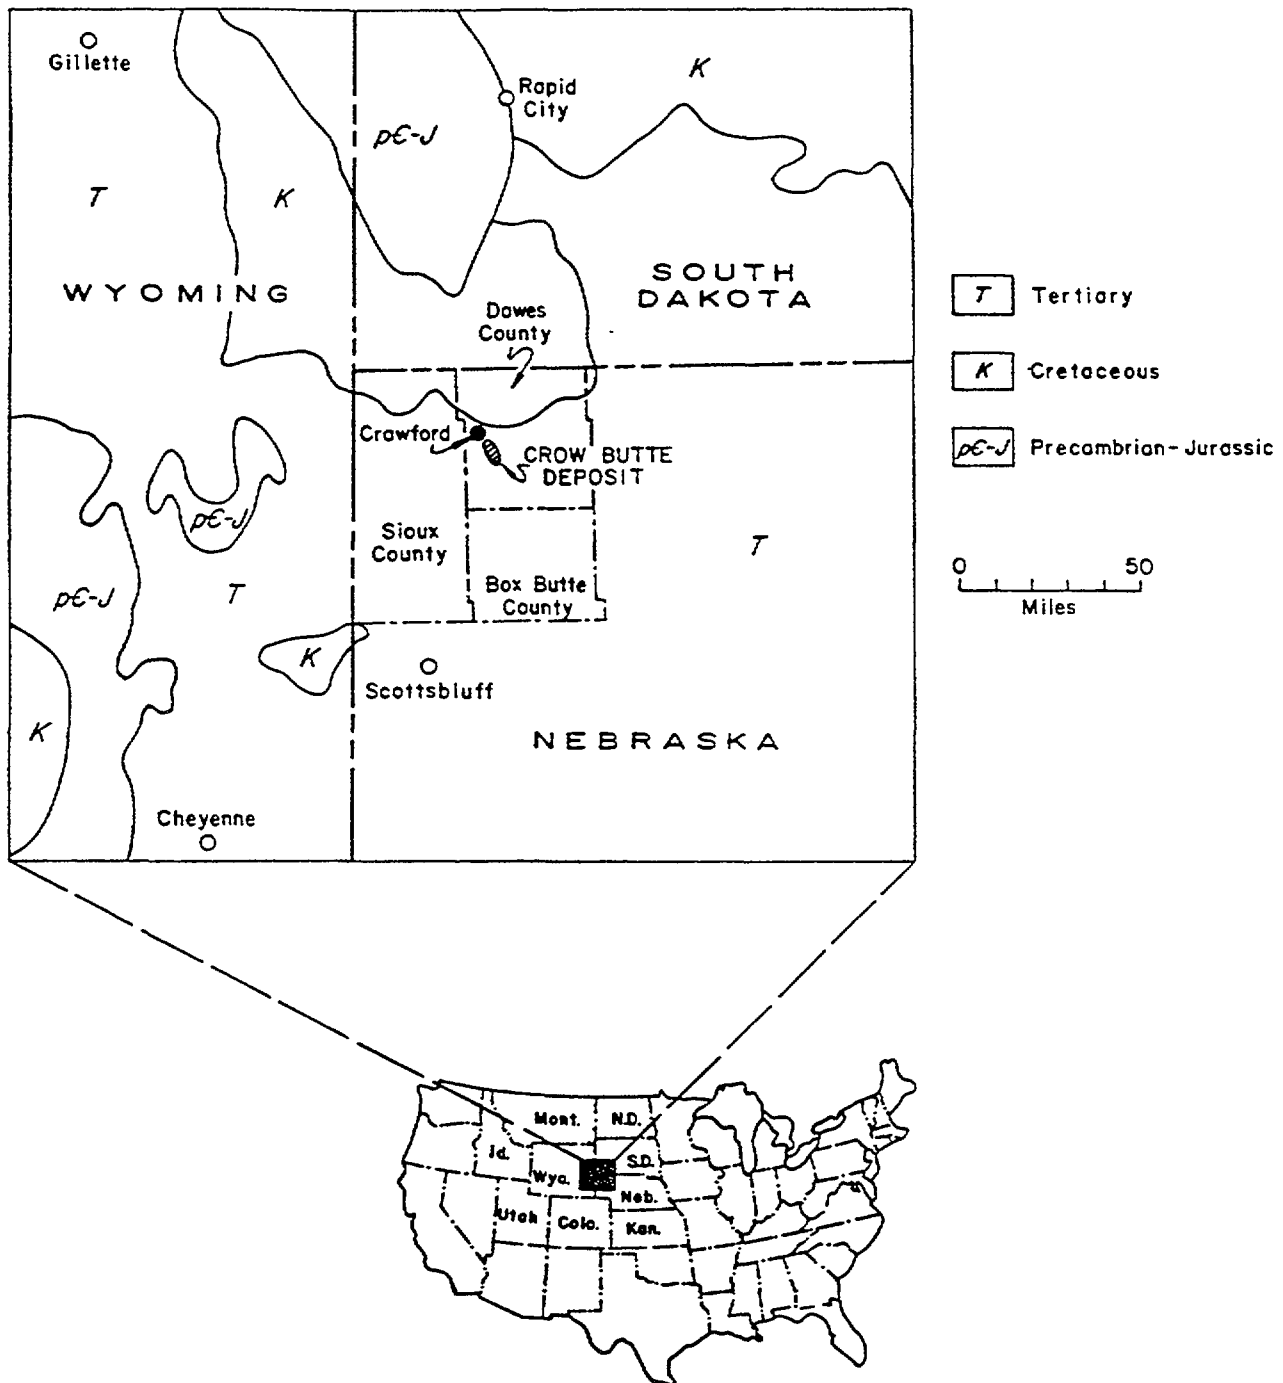 Gillette
K
Rapid
City
pЄ-J
T
K
WYOMING
SOUTH
DAKOTA
Dawes
County
Crawford
CROW BUTTE
DEPOSIT
pЄ-J
Sioux
County
T
pЄ-J
T
Box Butte
County
K
Scottsbluff
K
NEBRASKA
Cheyenne
T Tertiary
K Cretaceous
pЄ-J Precambrian-Jurassic
0 50
Miles
Mont.
N.D.
Id.
S.D.
Wyo.
Neb.
Utah
Colo.
Kan.